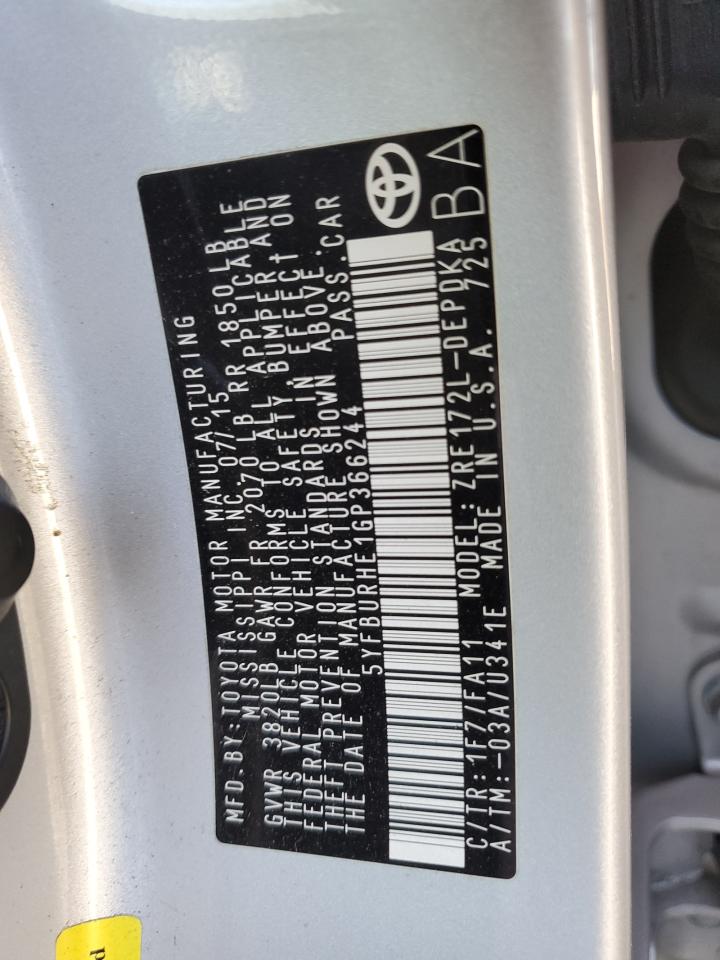 MFD. BY: TOYOTA MOTOR MANUFACTURING
MISSISSIPPI INC. 07/15
GVWR 3820LB GAWR FR 2070 LB RR 1850 LB
THIS VEHICLE CONFORMS TO ALL APPLICABLE
FEDERAL MOTOR VEHICLE SAFETY, BUMPER, AND
THEFT PREVENTION STANDARDS IN EFFECT ON
THE DATE OF MANUFACTURE SHOWN ABOVE.
5YFBURHE1GP366244 PASS. CAR
C/TR: 1F7/FA11 MODEL: ZRE172L-DEPDKA
A/TM: -03A/U341E MADE IN U.S.A. 725
BA